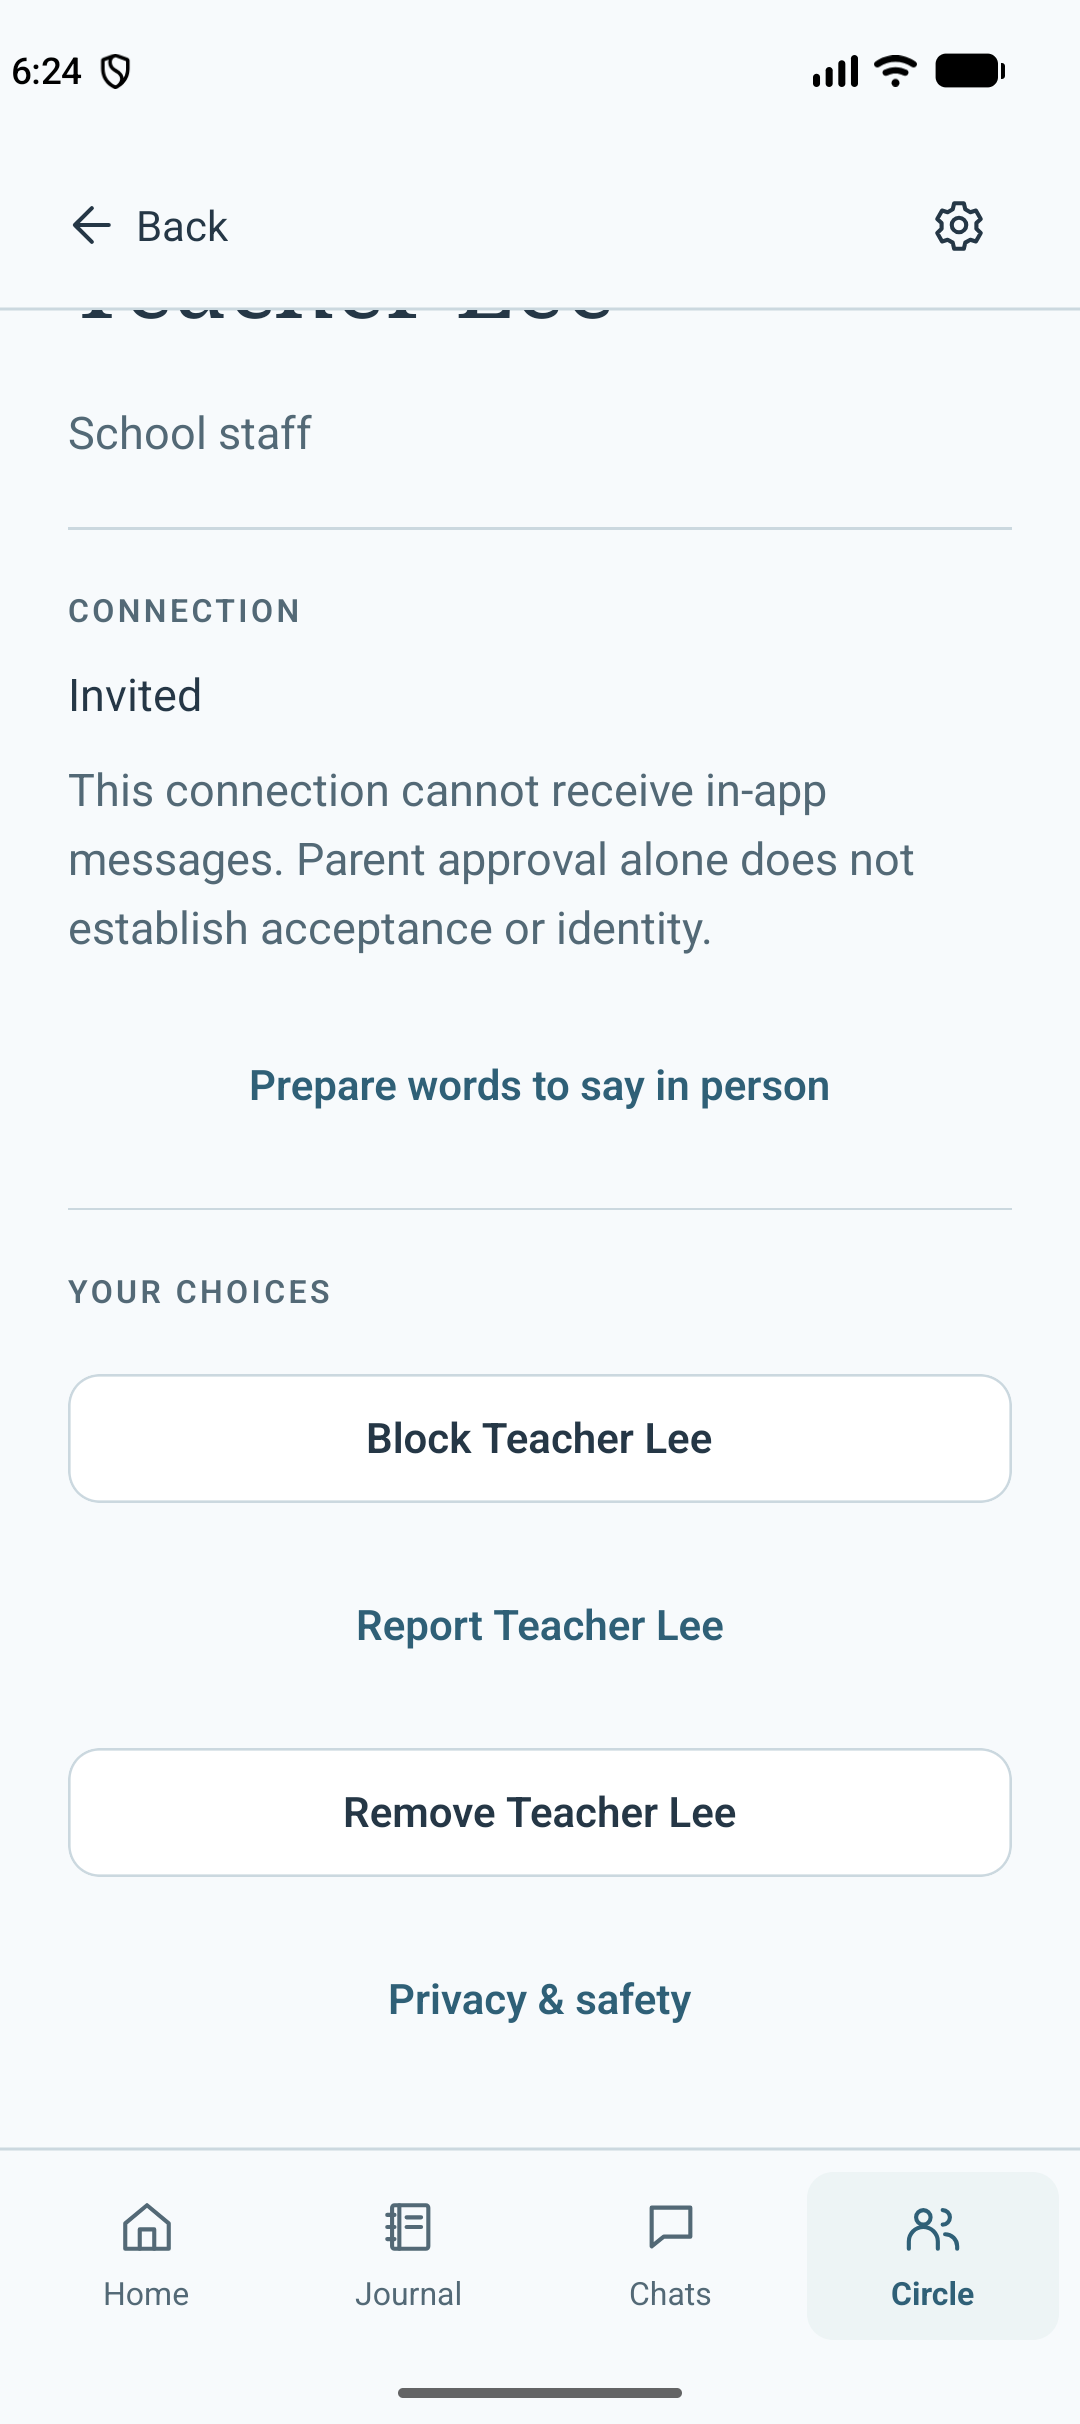 6:24
Back
Teacher Lee
School staff
CONNECTION
Invited
This connection cannot receive in-app
messages. Parent approval alone does not
establish acceptance or identity.
Prepare words to say in person
YOUR CHOICES
Block Teacher Lee
Report Teacher Lee
Remove Teacher Lee
Privacy & safety
Home
Journal
Chats
Circle